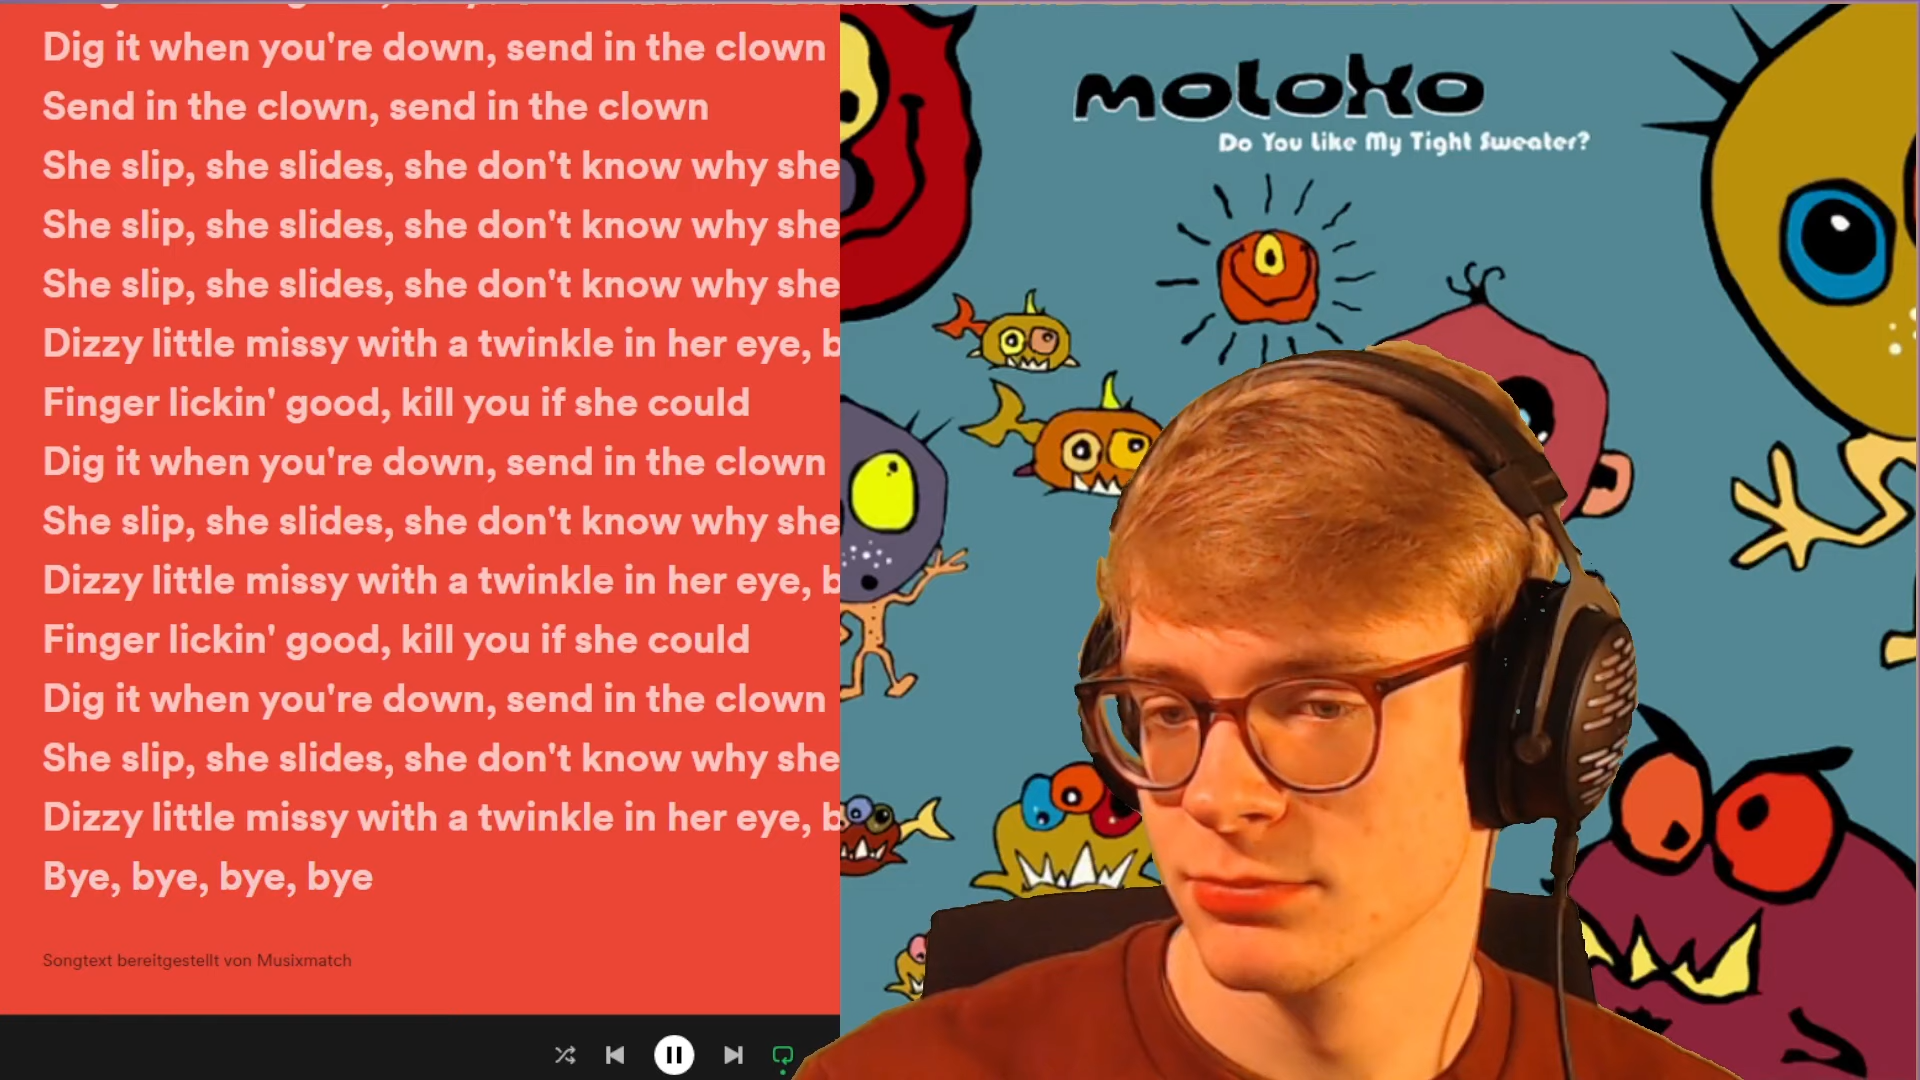 Dig it when you're down, send in the clown
Send in the clown, send in the clown
She slip, she slides, she don't know why she
She slip, she slides, she don't know why she
She slip, she slides, she don't know why she
Dizzy little missy with a twinkle in her eye, b
Finger lickin' good, kill you if she could
Dig it when you're down, send in the clown
She slip, she slides, she don't know why she
Dizzy little missy with a twinkle in her eye, b
Finger lickin' good, kill you if she could
Dig it when you're down, send in the clown
She slip, she slides, she don't know why she
Dizzy little missy with a twinkle in her eye, b
Bye, bye, bye, bye
Songtext bereitgestellt von Musixmatch
moloko
Do You Like My Tight Sweater?